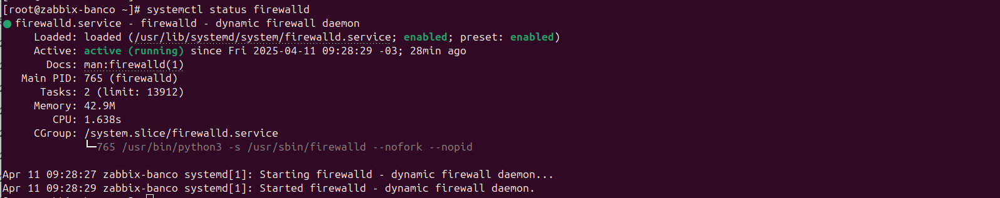 [root@zabbix-banco ~]# systemctl status firewalld
● firewalld.service - firewalld - dynamic firewall daemon
     Loaded: loaded (/usr/lib/systemd/system/firewalld.service; enabled; preset: enabled)
     Active: active (running) since Fri 2025-04-11 09:28:29 -03; 28min ago
       Docs: man:firewalld(1)
   Main PID: 765 (firewalld)
      Tasks: 2 (limit: 13912)
     Memory: 42.9M
        CPU: 1.638s
     CGroup: /system.slice/firewalld.service
             └─765 /usr/bin/python3 -s /usr/sbin/firewalld --nofork --nopid

Apr 11 09:28:27 zabbix-banco systemd[1]: Starting firewalld - dynamic firewall daemon...
Apr 11 09:28:29 zabbix-banco systemd[1]: Started firewalld - dynamic firewall daemon.